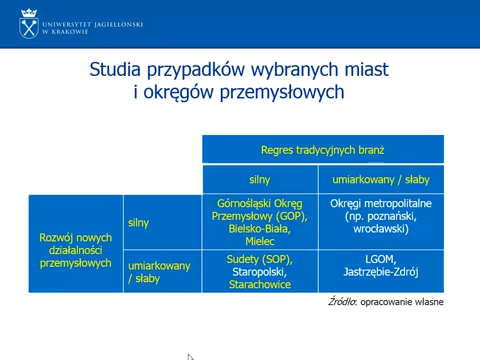 UNIWERSYTET JAGIELLOŃSKI
W KRAKOWIE
Studia przypadków wybranych miast
i okręgów przemysłowych
Regres tradycyjnych branż
silny
umiarkowany / słaby
Rozwój nowych
działalności
przemysłowych
silny
Górnośląski Okręg
Przemysłowy (GOP),
Bielsko-Biała,
Mielec
Okręgi metropolitalne
(np. poznański,
wrocławski)
umiarkowany
/ słaby
Sudety (SOP),
Staropolski,
Starachowice
LGOM,
Jastrzębie-Zdrój
Źródło: opracowanie własne